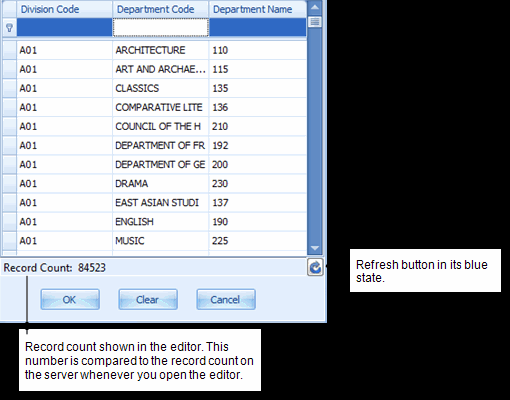 Division Code Department Code Department Name
A01 ARCHITECTURE 110
A01 ART AND ARCHAE... 115
A01 CLASSICS 135
A01 COMPARATIVE LITE 136
A01 COUNCIL OF THE H 210
A01 DEPARTMENT OF FR 192
A01 DEPARTMENT OF GE 200
A01 DRAMA 230
A01 EAST ASIAN STUDI 137
A01 ENGLISH 190
A01 MUSIC 225
Record Count: 84523
Refresh button in its blue
state.
OK Clear Cancel
Record count shown in the editor. This
number is compared to the record count on
the server whenever you open the editor.